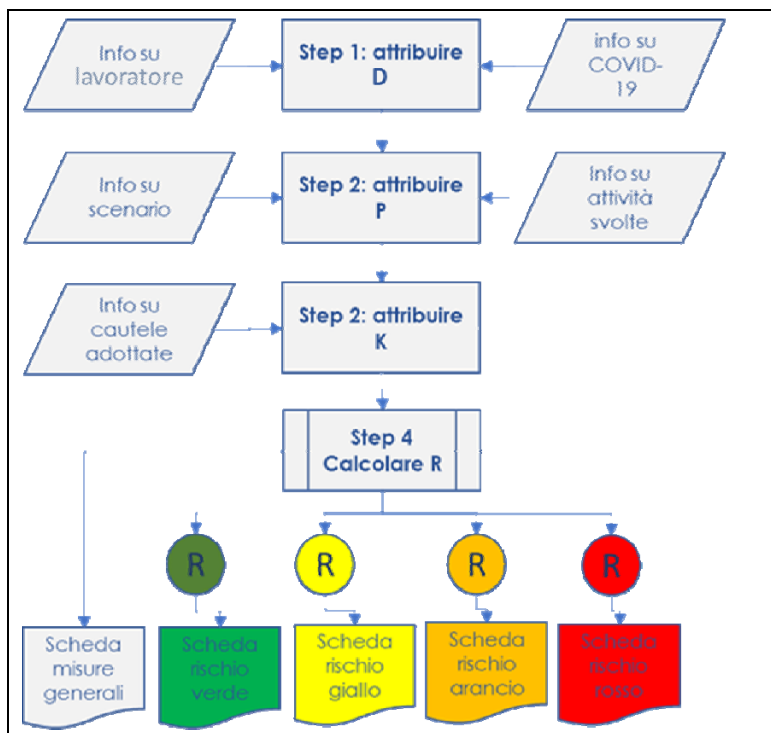 Info su
lavoratore
Step 1: attribuire
D
info su
COVID-
19
Info su
scenario
Step 2: attribuire
P
Info su
attività
svolte
Info su
cautele
adottate
Step 2: attribuire
K
Step 4
Calcolare R
R
R
R
R
Scheda
misure
generali
Scheda
rischio
verde
Scheda
rischio
giallo
Scheda
rischio
arancio
Scheda
rischio
rosso